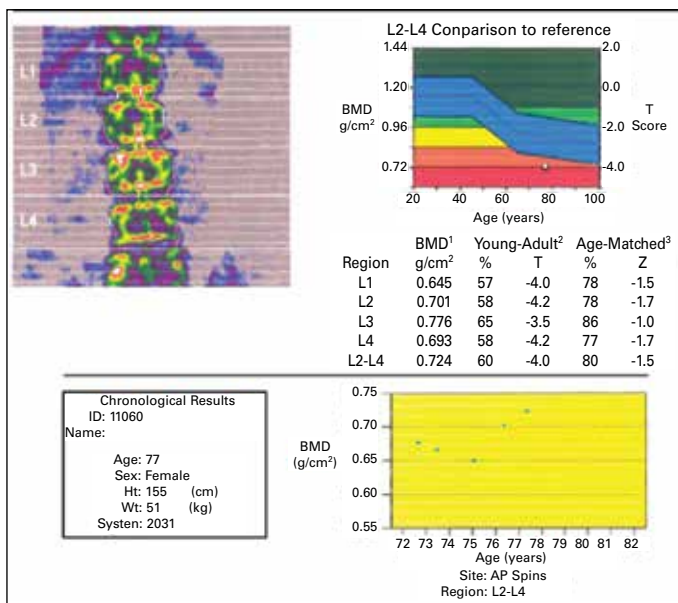 L1
L2
L3
L4
L2-L4 Comparison to reference
1.44
1.20
0.96
0.72
BMD
g/cm²
2.0
0.0
-2.0
-4.0
T
Score
20 40 60 80 100
Age (years)
BMD¹ Young-Adult² Age-Matched³
Region g/cm² % T % Z
L1 0.645 57 -4.0 78 -1.5
L2 0.701 58 -4.2 78 -1.7
L3 0.776 65 -3.5 86 -1.0
L4 0.693 58 -4.2 77 -1.7
L2-L4 0.724 60 -4.0 80 -1.5
Chronological Results
ID: 11060
Name:
Age: 77
Sex: Female
Ht: 155 (cm)
Wt: 51 (kg)
Systen: 2031
BMD
(g/cm²)
0.75
0.70
0.65
0.60
0.55
72 73 74 75 76 77 78 79 80 81 82
Age (years)
Site: AP Spins
Region: L2-L4